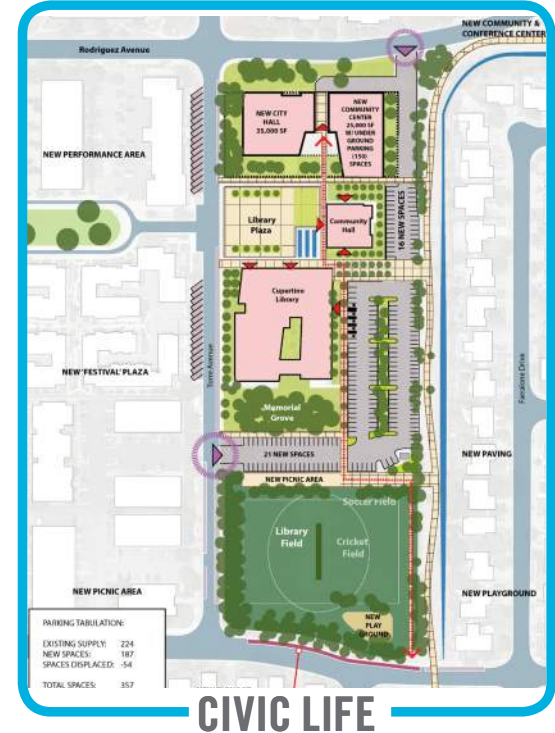 NEW COMMUNITY &
CONFERENCE CENTER
Rodriguez Avenue
NEW CITY
HALL
35,000 SF
NEW
COMMUNITY
CENTER
25,000 SF
W/ UNDER
GROUND
PARKING
(150)
SPACES
NEW PERFORMANCE AREA
Library
Plaza
Community
Hall
16 NEW SPACES
Cupertino
Library
Torre Avenue
Farralone Drive
NEW 'FESTIVAL' PLAZA
Memorial
Grove
21 NEW SPACES
NEW PAVING
NEW PICNIC AREA
Soccer Field
Library
Field
Cricket
Field
NEW PICNIC AREA
NEW PLAYGROUND
NEW
PLAY
GROUND
PARKING TABULATION:
EXISTING SUPPLY: 224
NEW SPACES: 187
SPACES DISPLACED: -54
TOTAL SPACES: 357
CIVIC LIFE